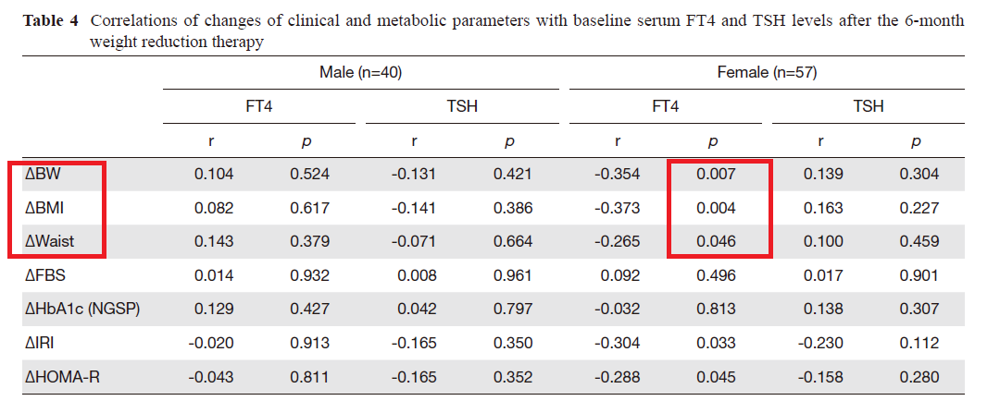 Table 4 Correlations of changes of clinical and metabolic parameters with baseline serum FT4 and TSH levels after the 6-month
weight reduction therapy
Male (n=40) Female (n=57)
FT4 TSH FT4 TSH
r p r p r p r p
ΔBW 0.104 0.524 -0.131 0.421 -0.354 0.007 0.139 0.304
ΔBMI 0.082 0.617 -0.141 0.386 -0.373 0.004 0.163 0.227
ΔWaist 0.143 0.379 -0.071 0.664 -0.265 0.046 0.100 0.459
ΔFBS 0.014 0.932 0.008 0.961 0.092 0.496 0.017 0.901
ΔHbA1c (NGSP) 0.129 0.427 0.042 0.797 -0.032 0.813 0.138 0.307
ΔIRI -0.020 0.913 -0.165 0.350 -0.304 0.033 -0.230 0.112
ΔHOMA-R -0.043 0.811 -0.165 0.352 -0.288 0.045 -0.158 0.280